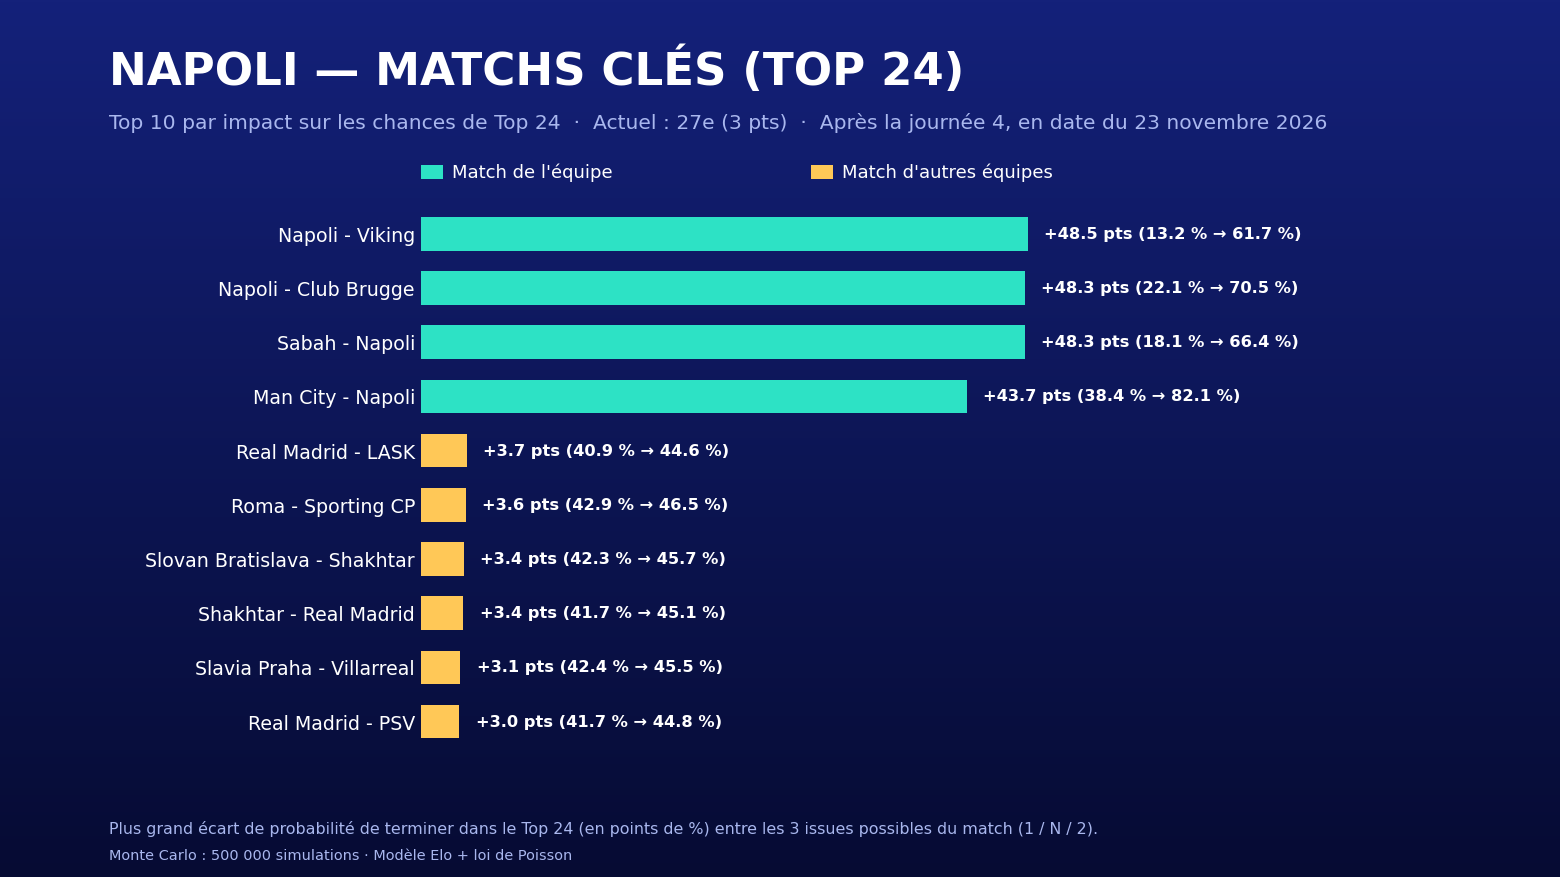 NAPOLI — MATCHS CLÉS (TOP 24)
Top 10 par impact sur les chances de Top 24 · Actuel : 27e (3 pts) · Après la journée 4, en date du 23 novembre 2026
Match de l'équipe
Match d'autres équipes
Napoli - Viking +48.5 pts (13.2 % → 61.7 %)
Napoli - Club Brugge +48.3 pts (22.1 % → 70.5 %)
Sabah - Napoli +48.3 pts (18.1 % → 66.4 %)
Man City - Napoli +43.7 pts (38.4 % → 82.1 %)
Real Madrid - LASK +3.7 pts (40.9 % → 44.6 %)
Roma - Sporting CP +3.6 pts (42.9 % → 46.5 %)
Slovan Bratislava - Shakhtar +3.4 pts (42.3 % → 45.7 %)
Shakhtar - Real Madrid +3.4 pts (41.7 % → 45.1 %)
Slavia Praha - Villarreal +3.1 pts (42.4 % → 45.5 %)
Real Madrid - PSV +3.0 pts (41.7 % → 44.8 %)
Plus grand écart de probabilité de terminer dans le Top 24 (en points de %) entre les 3 issues possibles du match (1 / N / 2).
Monte Carlo : 500 000 simulations · Modèle Elo + loi de Poisson